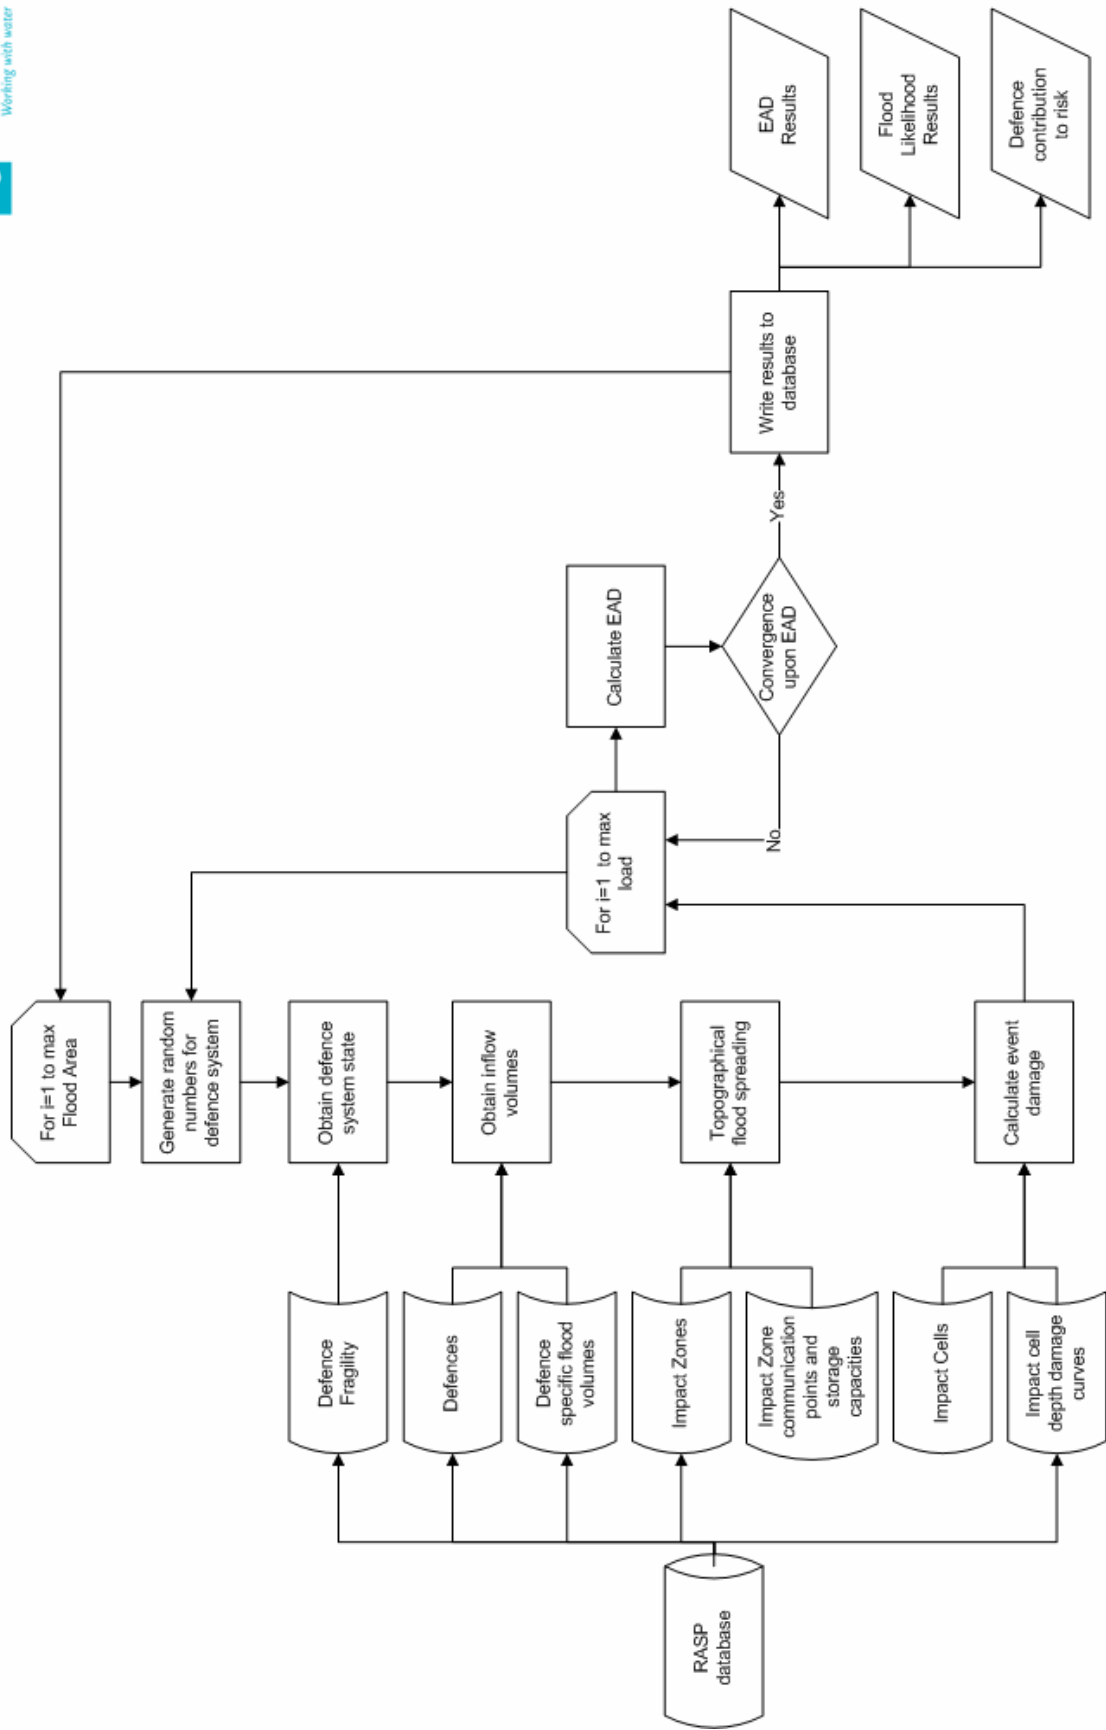 Working with water
For i=1 to max
Flood Area
Generate random
numbers for
defence system
Obtain defence
system state
Obtain inflow
volumes
Topographical
flood spreading
Calculate event
damage
RASP
database
Defence
Fragility
Defences
Defence
specific flood
volumes
Impact Zones
Impact Zone
communication
points and
storage
capacities
Impact Cells
Impact cell
depth damage
curves
For i=1 to max
load
Calculate EAD
Convergence
upon EAD
No
Yes
Write results to
database
EAD
Results
Flood
Likelihood
Results
Defence
contribution
to risk